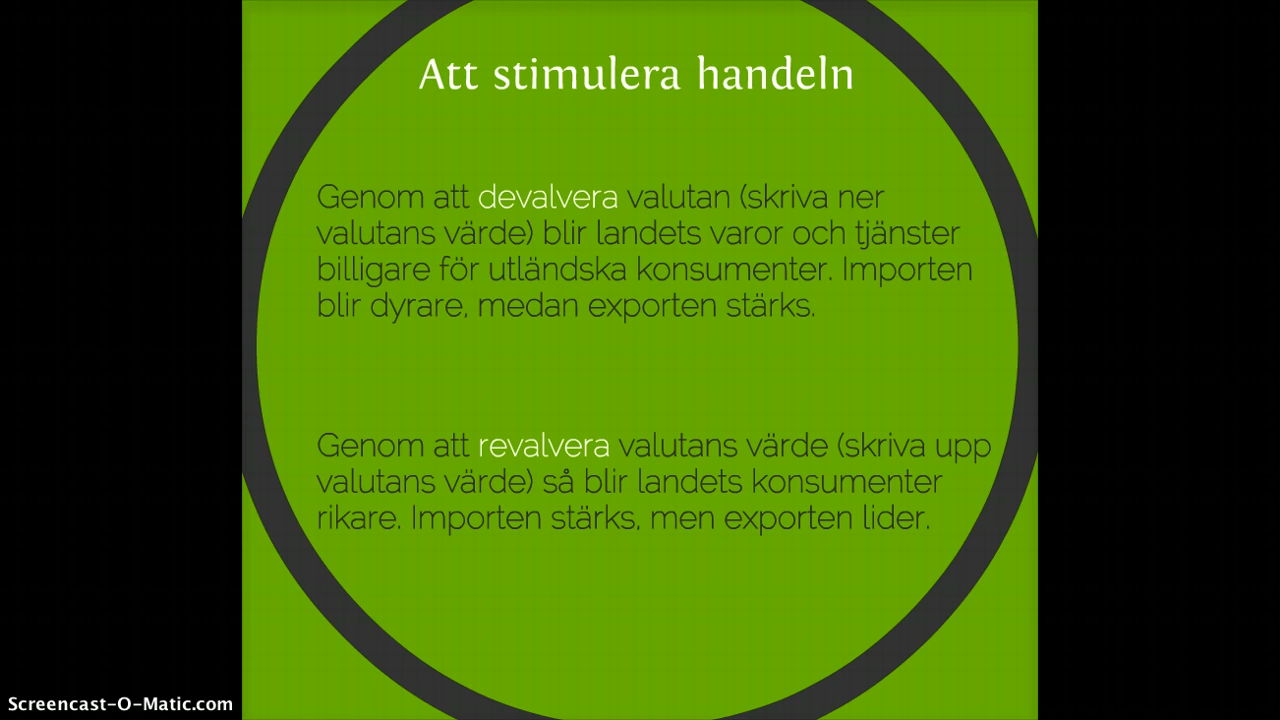 Att stimulera handeln
Genom att devalvera valutan (skriva ner
valutans värde) blir landets varor och tjänster
billigare för utländska konsumenter. Importen
blir dyrare, medan exporten stärks.
Genom att revalvera valutans värde (skriva upp
valutans värde) så blir landets konsumenter
rikare. Importen stärks, men exporten lider.
Screencast-O-Matic.com